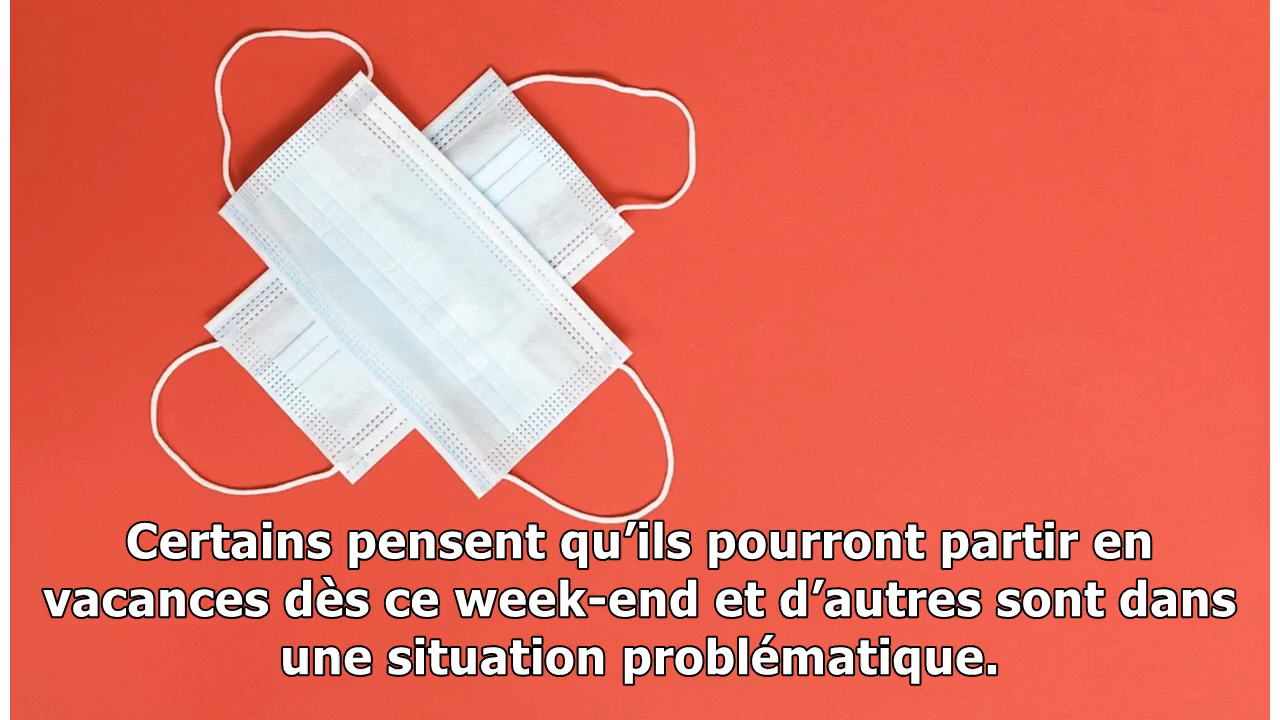 Certains pensent qu’ils pourront partir en
vacances dès ce week-end et d’autres sont dans
une situation problématique.